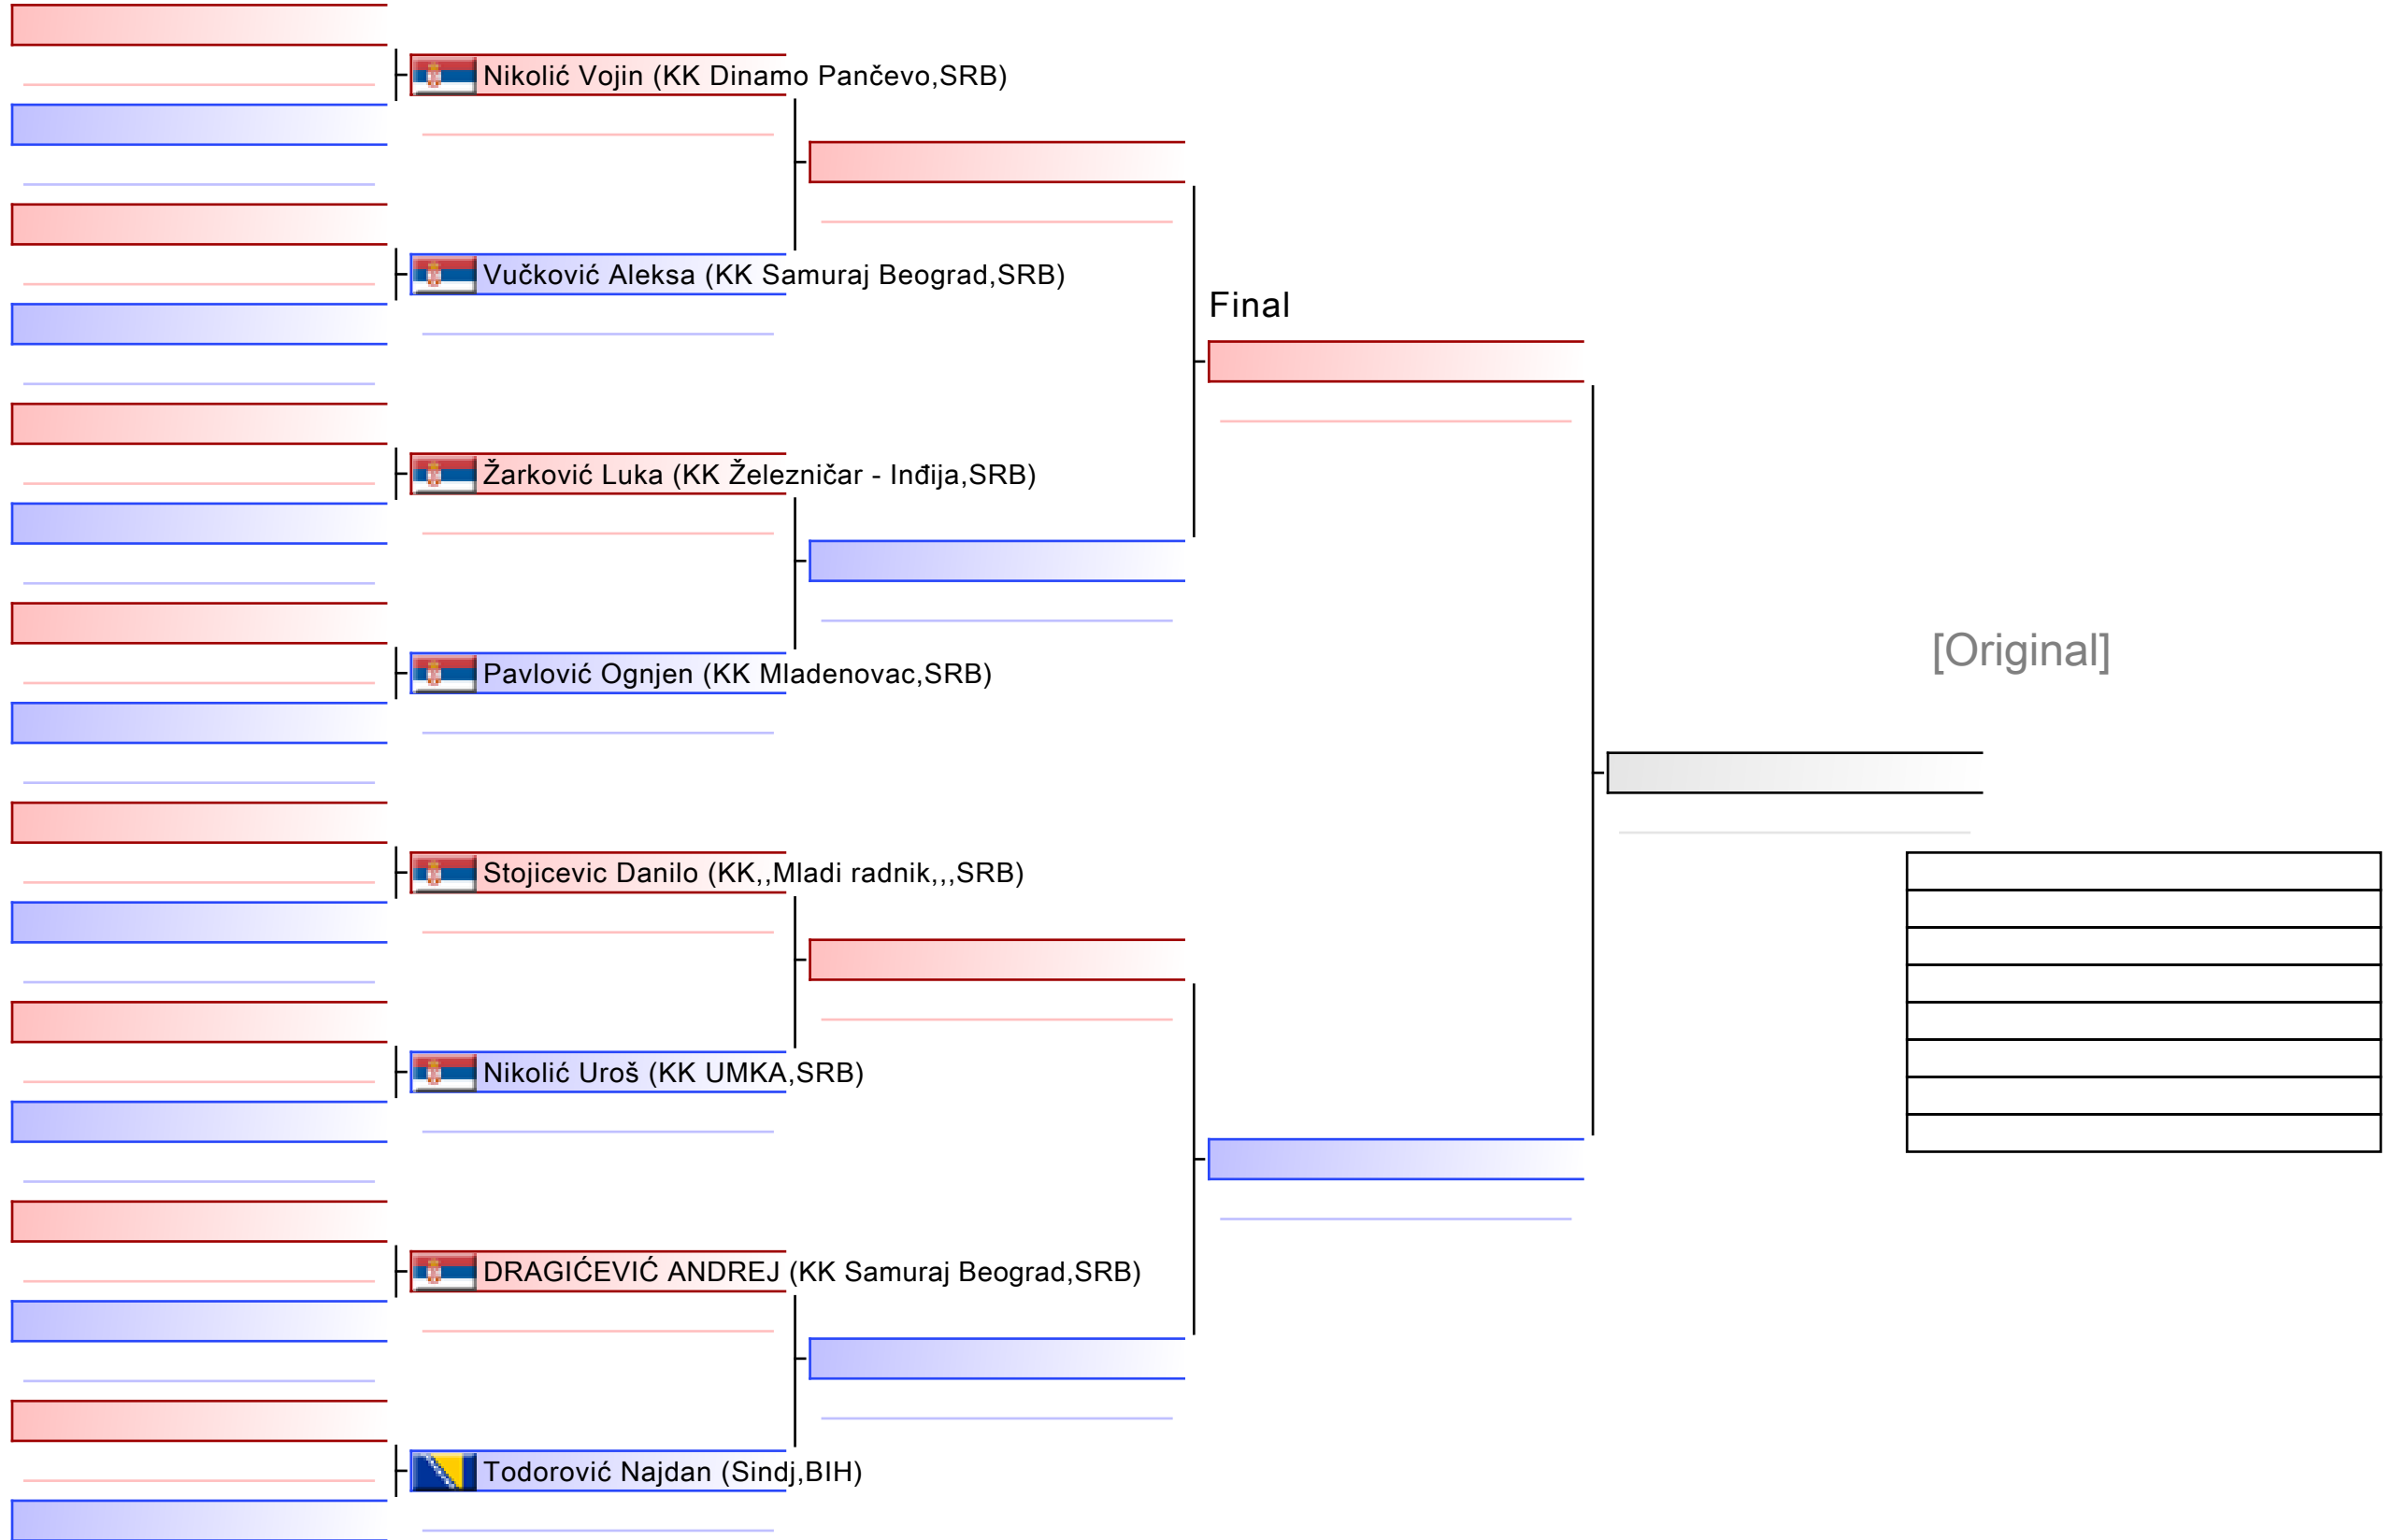 Nikolić Vojin (KK Dinamo Pančevo,SRB)
Vučković Aleksa (KK Samuraj Beograd,SRB)
Final
Žarković Luka (KK Železničar - Inđija,SRB)
[Original]
Pavlović Ognjen (KK Mladenovac,SRB)
Stojicevic Danilo (KK,,Mladi radnik,,,SRB)
Nikolić Uroš (KK UMKA,SRB)
DRAGIĆEVIĆ ANDREJ (KK Samuraj Beograd,SRB)
Todorović Najdan (Sindj,BIH)